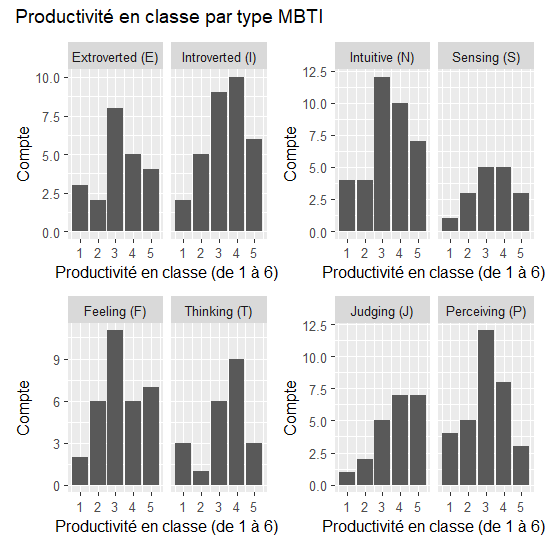 Productivité en classe par type MBTI
Extroverted (E) Introverted (I)
10.0
7.5
5.0
2.5
0.0
Compte
1 2 3 4 5 1 2 3 4 5
Productivité en classe (de 1 à 6)
Intuitive (N) Sensing (S)
12.5
10.0
7.5
5.0
2.5
0.0
Compte
1 2 3 4 5 1 2 3 4 5
Productivité en classe (de 1 à 6)
Feeling (F) Thinking (T)
9
6
3
0
Compte
1 2 3 4 5 1 2 3 4 5
Productivité en classe (de 1 à 6)
Judging (J) Perceiving (P)
12.5
10.0
7.5
5.0
2.5
0.0
Compte
1 2 3 4 5 1 2 3 4 5
Productivité en classe (de 1 à 6)